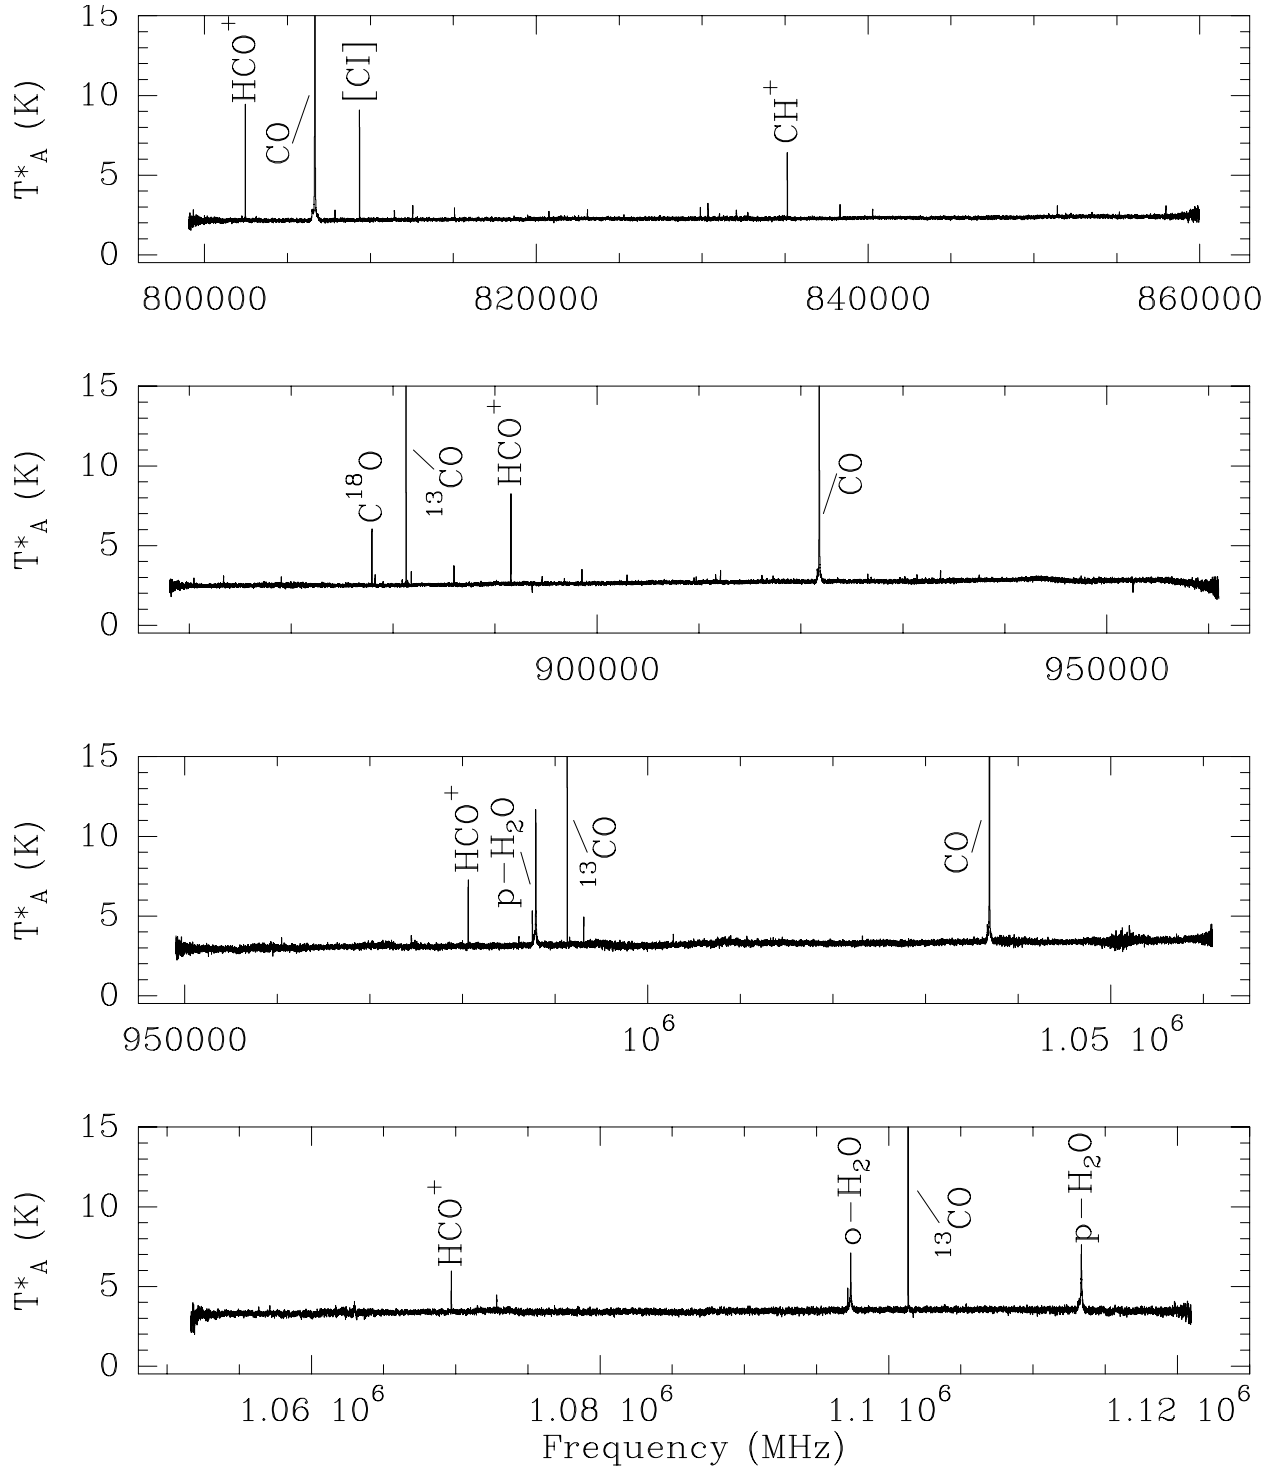 T*A (K)
15
10
5
0
HCO+
CO
[CI]
CH+
800000
820000
840000
860000
T*A (K)
15
10
5
0
C18O
13CO
HCO+
CO
900000
950000
T*A (K)
15
10
5
0
HCO+
p-H2O
13CO
CO
950000
10^6
1.05 10^6
T*A (K)
15
10
5
0
HCO+
o-H2O
13CO
p-H2O
1.06 10^6
1.08 10^6
1.1 10^6
1.12 10^6
Frequency (MHz)